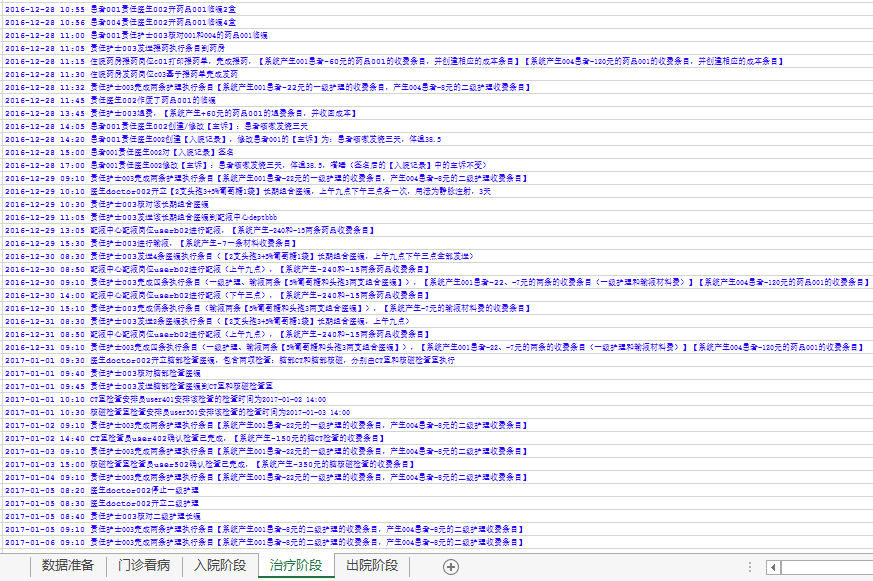 2016-12-28 10:55 患者001责任医生002开药品001临嘱2盒
2016-12-28 10:56 患者004责任医生002开药品001临嘱4盒
2016-12-28 11:00 患者001责任护士003核对001和004的药品001临嘱
2016-12-28 11:05 责任护士003发送摆药执行条目到药房
2016-12-28 11:15 住院药房摆药岗位c01打印摆药单，完成摆药，【系统产生001患者-60元的药品001的收费条目，并创建相应的成本条目】【系统产生004患者-120元的药品001的收费条目，并创建相应的成本条目】
2016-12-28 11:30 住院药房发药岗位c03基于摆药单完成发药
2016-12-28 11:32 责任护士003完成两条护理执行条目【系统产生001患者-22元的一级护理的收费条目，产生004患者-8元的二级护理收费条目】
2016-12-28 11:45 责任医生002作废了药品001的临嘱
2016-12-28 13:45 责任护士003退费，【系统产生+60元的药品001的退费条目，并收回成本】
2016-12-28 14:05 患者001责任医生002创建/修改【主诉】：患者咳嗽发烧三天
2016-12-28 14:20 患者001责任医生002创建【入院记录】，修改患者001的【主诉】为：患者咳嗽发烧三天，体温38.5
2016-12-28 15:00 患者001责任医生002对【入院记录】签名
2016-12-28 17:00 患者001责任医生002修改【主诉】：患者咳嗽发烧三天，体温38.5，嗜睡（签名后的【入院记录】中的主诉不变）
2016-12-29 09:10 责任护士003完成两条护理执行条目【系统产生001患者-22元的一级护理的收费条目，产生004患者-8元的二级护理收费条目】
2016-12-29 10:10 医生doctor002开立【2支头孢3+5%葡萄糖1袋】长期组合医嘱，上午九点下午三点各一次，用法为静脉注射，3天
2016-12-29 10:30 责任护士003核对该长期组合医嘱
2016-12-29 11:05 责任护士003发送该长期组合医嘱到配液中心deptbbb
2016-12-29 13:05 配液中心配液岗位userb02进行配液，【系统产生-240和-15两条药品收费条目】
2016-12-29 15:30 责任护士003进行输液，【系统产生-7一条材料收费条目】
2016-12-30 08:30 责任护士003发送4条医嘱执行条目（【2支头孢3+5%葡萄糖1袋】长期组合医嘱，上午九点下午三点全部发送）
2016-12-30 08:50 配液中心配液岗位userb02进行配液（上午九点），【系统产生-240和-15两条药品收费条目】
2016-12-30 09:10 责任护士003完成四条执行条目（一级护理、输液两条【5%葡萄糖和头孢3两支组合医嘱】），【系统产生001患者-22、-7元的两条的收费条目（一级护理和输液材料费）】【系统产生004患者-120元的药品001的收费条目】
2016-12-30 14:00 配液中心配液岗位userb02进行配液（下午三点），【系统产生-240和-15两条药品收费条目】
2016-12-30 15:10 责任护士003完成俩条执行条目（输液两条【5%葡萄糖和头孢3两支组合医嘱】），【系统产生-7元的输液材料费的收费条目】
2016-12-31 08:30 责任护士003发送2条医嘱执行条目（【2支头孢3+5%葡萄糖1袋】长期组合医嘱，上午九点）
2016-12-31 08:50 配液中心配液岗位userb02进行配液（上午九点），【系统产生-240和-15两条药品收费条目】
2016-12-31 09:10 责任护士003完成四条执行条目（一级护理、输液两条【5%葡萄糖和头孢3两支组合医嘱】），【系统产生001患者-22、-7元的两条的收费条目（一级护理和输液材料费）】【系统产生004患者-120元的药品001的收费条目】
2017-01-01 09:30 医生doctor002开立脑部检查医嘱，包含两项检查：脑部CT和脑部核磁，分别由CT室和核磁检查室执行
2017-01-01 09:40 责任护士003核对脑部检查医嘱
2017-01-01 09:45 责任护士003发送脑部检查医嘱到CT室和核磁检查室
2017-01-01 10:10 CT室检查安排员user401安排该检查的检查时间为2017-01-02 14:00
2017-01-01 10:30 核磁检查室检查安排员user501安排该检查的检查时间为2017-01-03 14:00
2017-01-02 09:10 责任护士003完成两条护理执行条目【系统产生001患者-22元的一级护理的收费条目，产生004患者-8元的二级护理收费条目】
2017-01-02 14:40 CT室检查员user402确认检查已完成，【系统产生-150元的脑CT检查的收费条目】
2017-01-03 09:10 责任护士003完成两条护理执行条目【系统产生001患者-22元的一级护理的收费条目，产生004患者-8元的二级护理收费条目】
2017-01-03 15:00 核磁检查室检查员user502确认检查已完成，【系统产生-350元的脑核磁检查的收费条目】
2017-01-04 09:10 责任护士003完成两条护理执行条目【系统产生001患者-22元的一级护理的收费条目，产生004患者-8元的二级护理收费条目】
2017-01-05 08:20 医生doctor002停止一级护理
2017-01-05 08:30 医生doctor002开立二级护理
2017-01-05 08:40 责任护士003核对二级护理长嘱
2017-01-05 09:10 责任护士003完成两条护理执行条目【系统产生001患者-8元的二级护理的收费条目，产生004患者-8元的二级护理收费条目】
2017-01-06 09:10 责任护士003完成两条护理执行条目【系统产生001患者-8元的二级护理的收费条目，产生004患者-8元的二级护理收费条目】
数据准备 门诊看病 入院阶段 治疗阶段 出院阶段